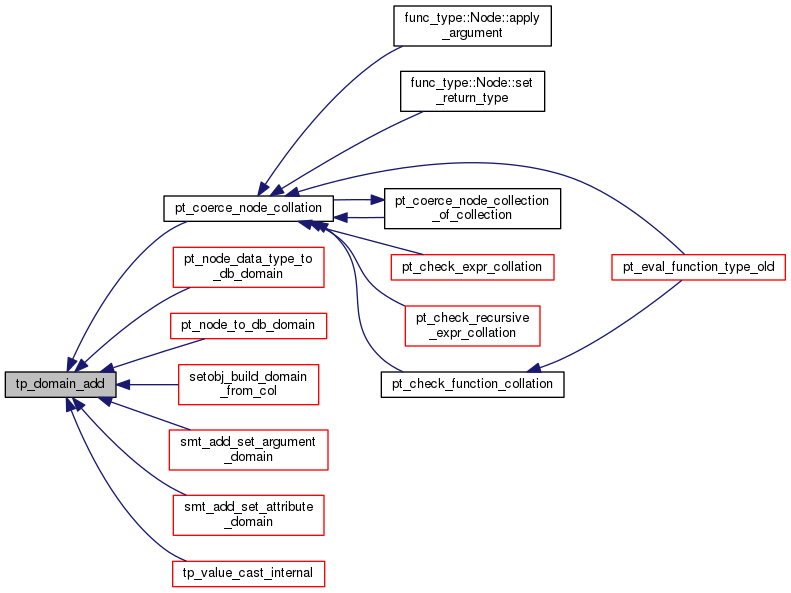 func_type::Node::apply
_argument
func_type::Node::set
_return_type
pt_coerce_node_collation
pt_coerce_node_collection
_of_collection
pt_node_data_type_to
_db_domain
pt_check_expr_collation
pt_eval_function_type_old
pt_node_to_db_domain
pt_check_recursive
_expr_collation
tp_domain_add
setobj_build_domain
_from_col
pt_check_function_collation
smt_add_set_argument
_domain
smt_add_set_attribute
_domain
tp_value_cast_internal